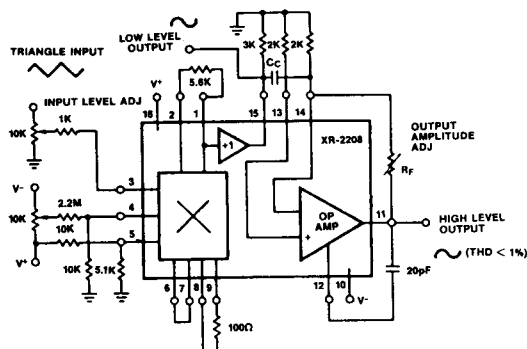 LOW LEVEL
OUTPUT
3K 2K 2K
TRIANGLE INPUT
5.6K
CC
INPUT LEVEL ADJ
V+
16 2 1 15 13 14
1K
10K
+1
XR-2208
OUTPUT
AMPLITUDE
ADJ
RF
3
V-
2.2M
4
10K
10K
5
V+
10K 5.1K
OP
AMP
+
11
HIGH LEVEL
OUTPUT
(THD < 1%)
20pF
12 10 V-
6 7 8 9
100Ω